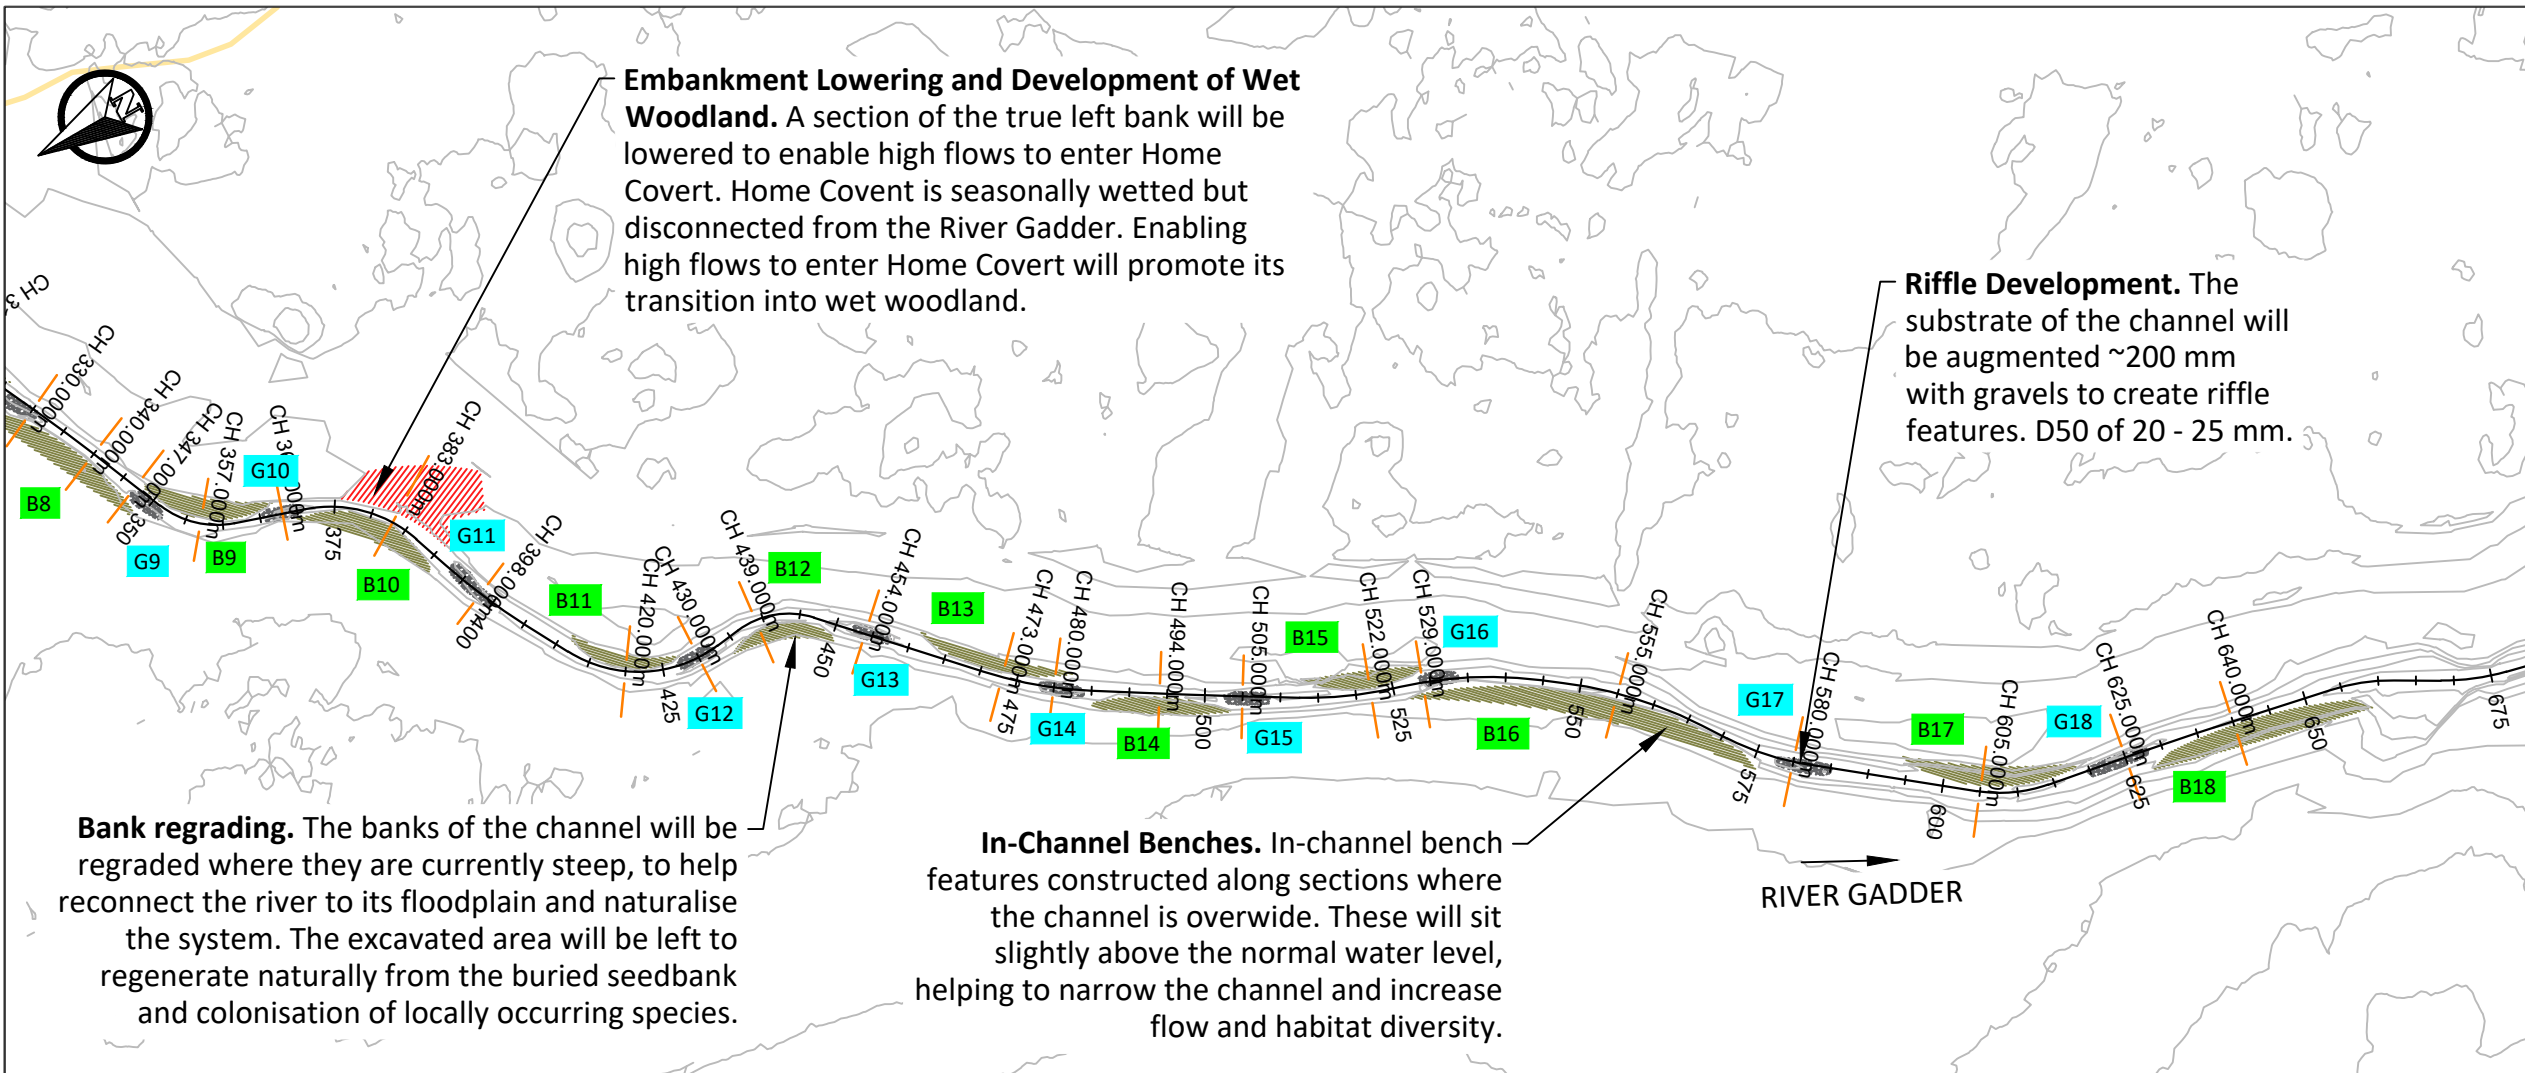 N
Embankment Lowering and Development of Wet
Woodland. A section of the true left bank will be
lowered to enable high flows to enter Home
Covert. Home Covent is seasonally wetted but
disconnected from the River Gadder. Enabling
high flows to enter Home Covert will promote its
transition into wet woodland.
Riffle Development. The
substrate of the channel will
be augmented ~200 mm
with gravels to create riffle
features. D50 of 20 - 25 mm.
CH 330.000m
CH 340.000m
CH 347.000m
CH 357.000m
CH 383.000m
CH 398.000m
CH 420.000m
CH 430.000m
CH 439.000m
CH 454.000m
CH 473.000m
CH 480.000m
CH 494.000m
CH 505.000m
CH 522.000m
CH 529.000m
CH 555.000m
CH 580.000m
CH 605.000m
CH 625.000m
CH 640.000m
B8
G9
B9
G10
B10
G11
B11
G12
B12
G13
B13
G14
B14
G15
B15
G16
B16
G17
B17
G18
B18
350
375
400
425
450
475
500
525
550
575
600
625
650
675
RIVER GADDER
Bank regrading. The banks of the channel will be
regraded where they are currently steep, to help
reconnect the river to its floodplain and naturalise
the system. The excavated area will be left to
regenerate naturally from the buried seedbank
and colonisation of locally occurring species.
In-Channel Benches. In-channel bench
features constructed along sections where
the channel is overwide. These will sit
slightly above the normal water level,
helping to narrow the channel and increase
flow and habitat diversity.